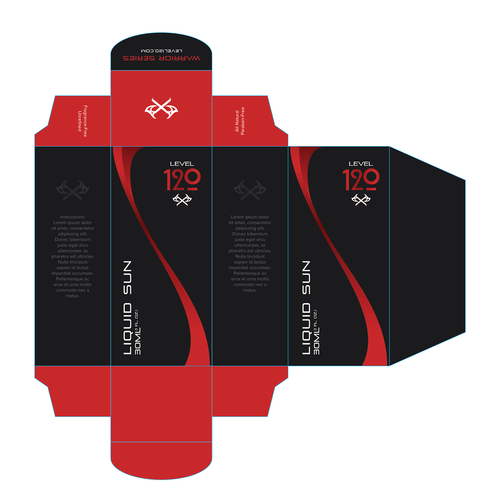 WARRIOR SERIES
LEVEL120.COM
Fragrance-Free
All Natural
Paraben-Free
Instructions:
Lorem ipsum dolor
sit amet, consectetur
adipiscing elit.
Donec bibendum
justo eget arcu
ullamcorper, ac
pharetra est ultricies.
Nulla tincidunt
sapien id lectus
imperdiet accumsan.
Pellentesque ac
eros et urna mollis
commodo nec a
metus.
LEVEL
120
LIQUID SUN
30ML
Instructions:
Lorem ipsum dolor
sit amet, consectetur
adipiscing elit.
Donec bibendum
justo eget arcu
ullamcorper, ac
pharetra est ultricies.
Nulla tincidunt
sapien id lectus
imperdiet accumsan.
Pellentesque ac
eros et urna mollis
commodo nec a
metus.
LEVEL
120
LIQUID SUN
30ML